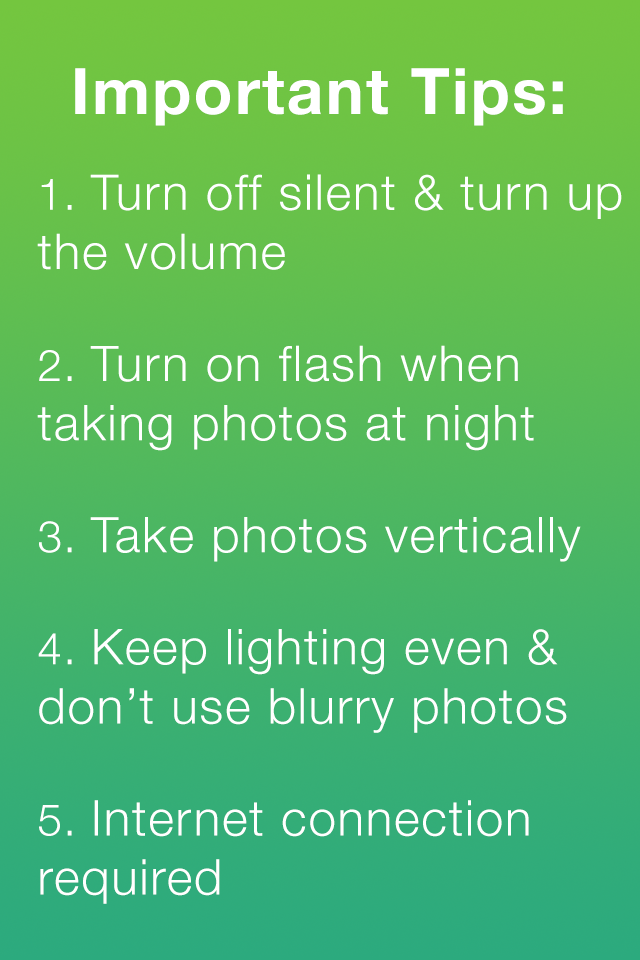 Important Tips:
1. Turn off silent & turn up
the volume
2. Turn on flash when
taking photos at night
3. Take photos vertically
4. Keep lighting even &
don’t use blurry photos
5. Internet connection
required